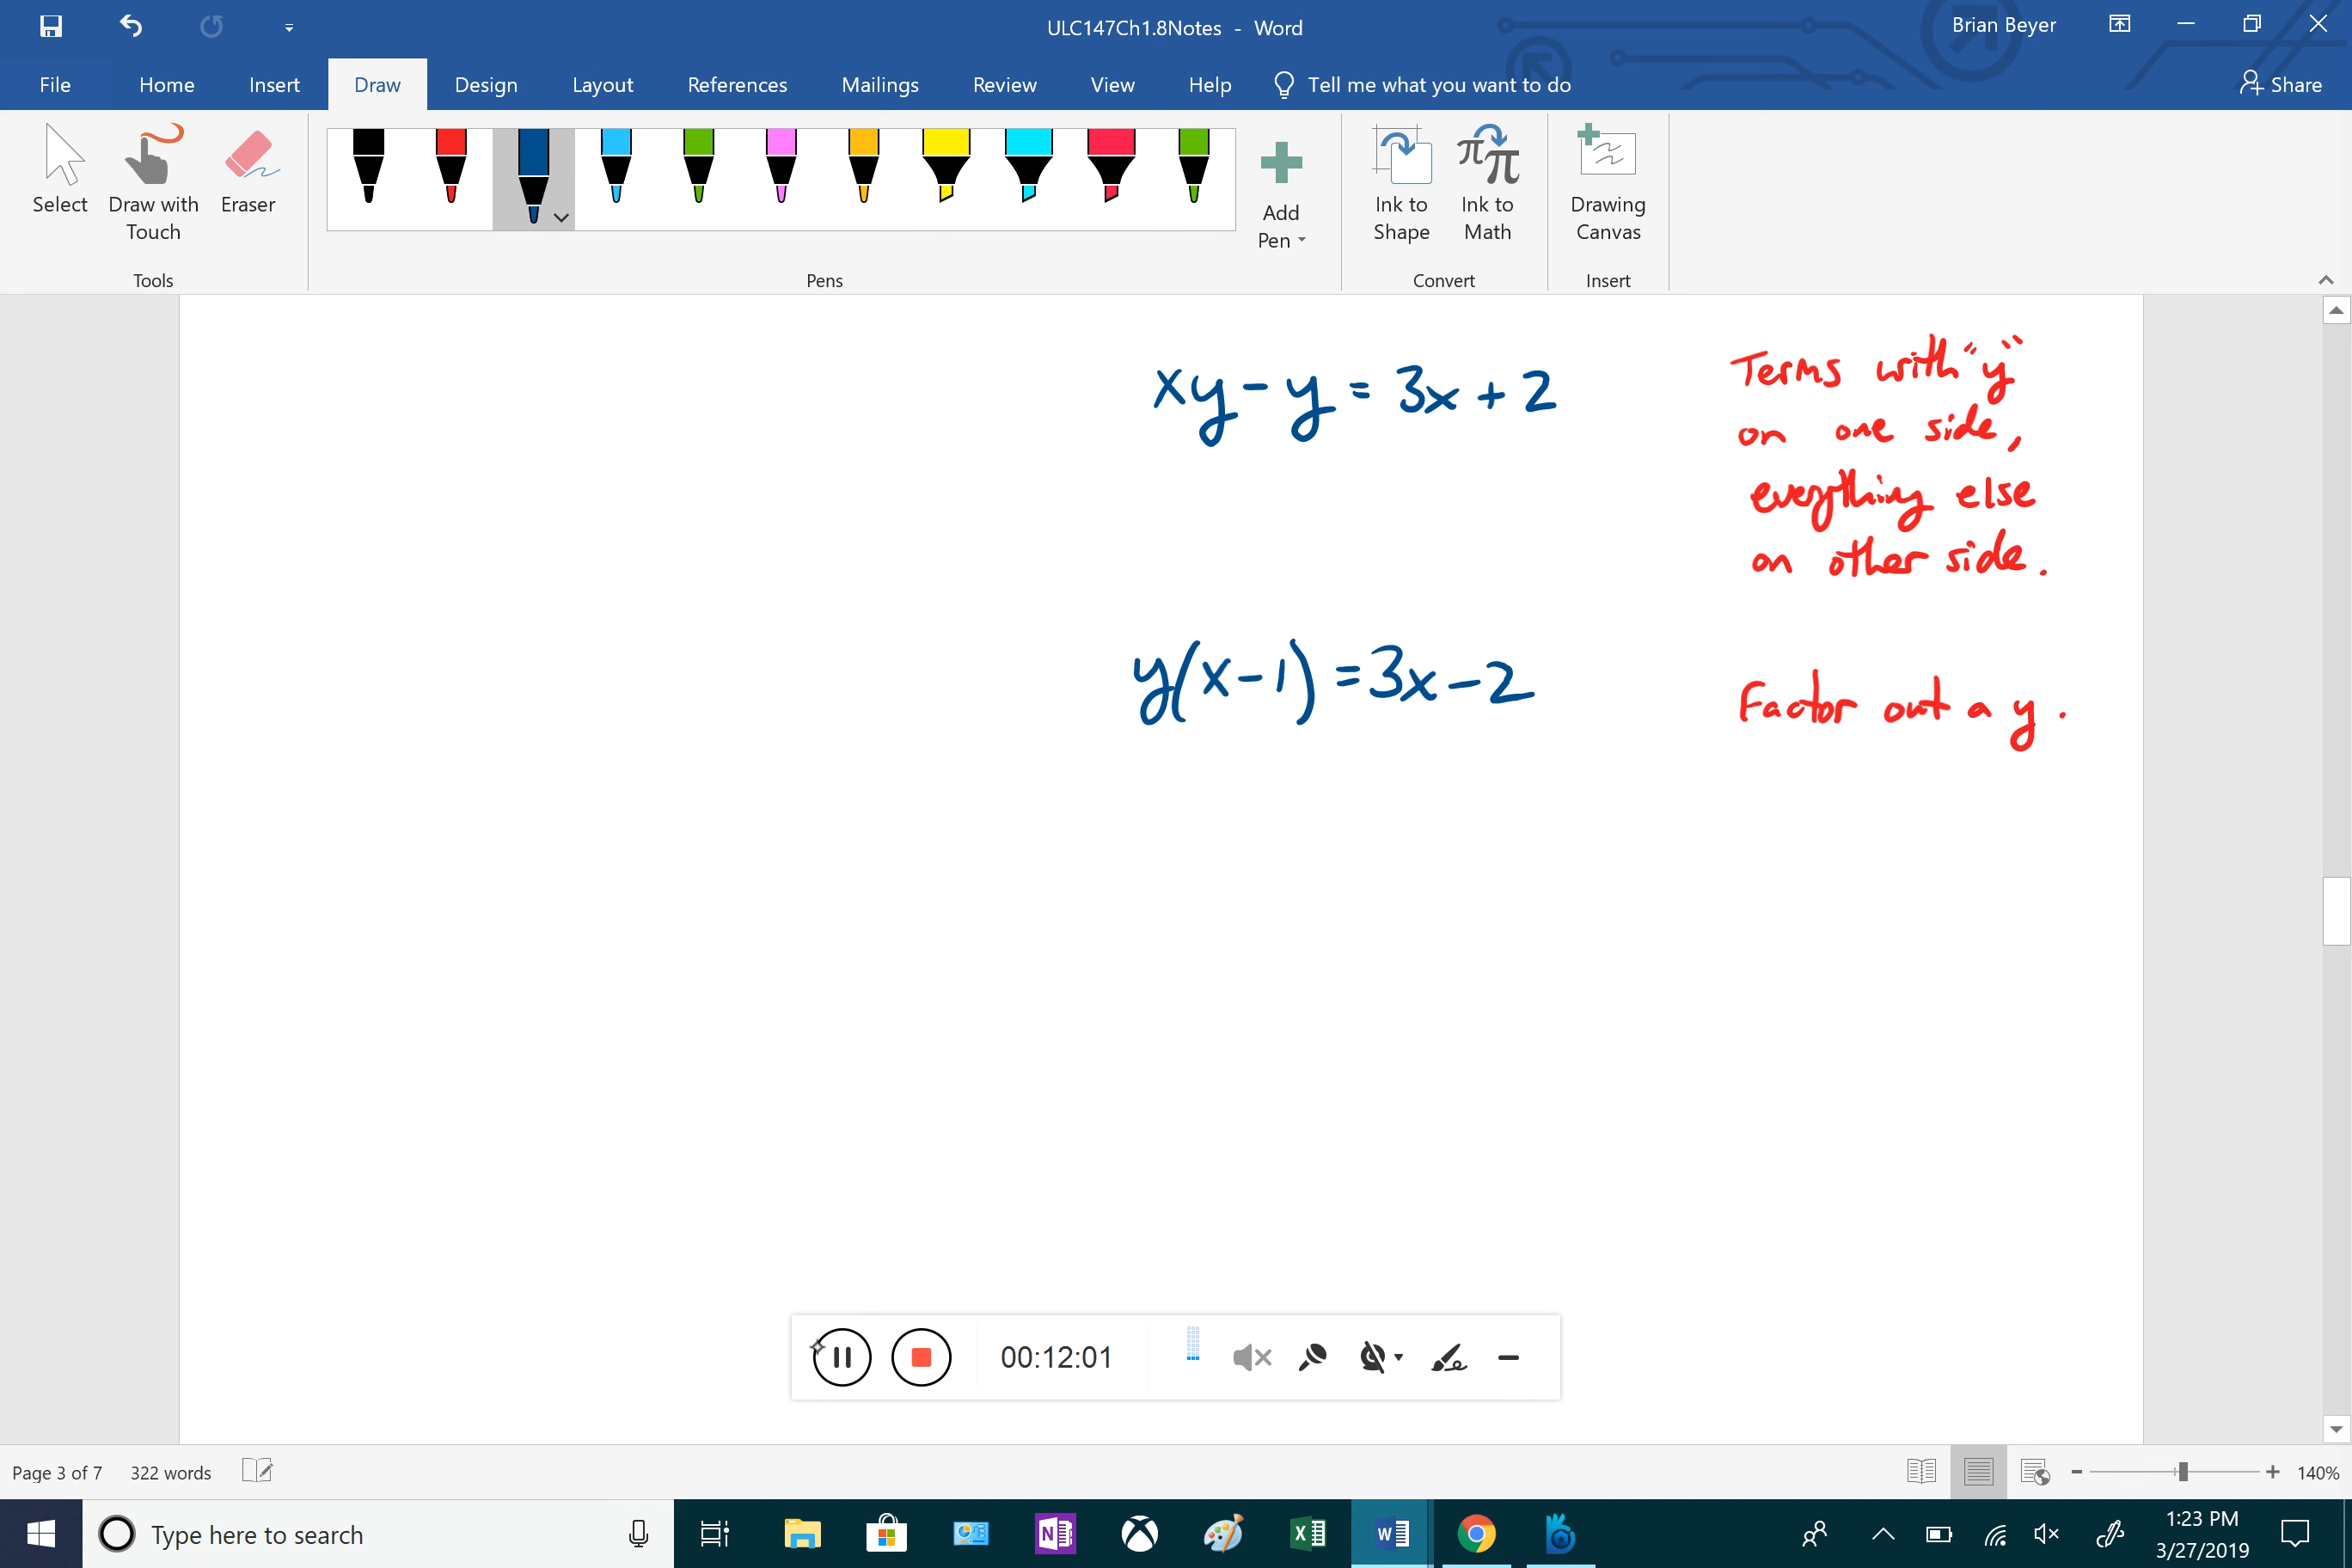 ULC147Ch1.8Notes - Word
Brian Beyer
File Home Insert Draw Design Layout References Mailings Review View Help Tell me what you want to do Share
Select Draw with Touch Eraser Add Pen Ink to Shape Ink to Math Drawing Canvas
Tools Pens Convert Insert
xy - y = 3x + 2
Terms with "y"
on one side,
everything else
on other side.
y(x - 1) = 3x - 2
Factor out a y.
00:12:01
Page 3 of 7 322 words 140%
Type here to search
1:23 PM
3/27/2019